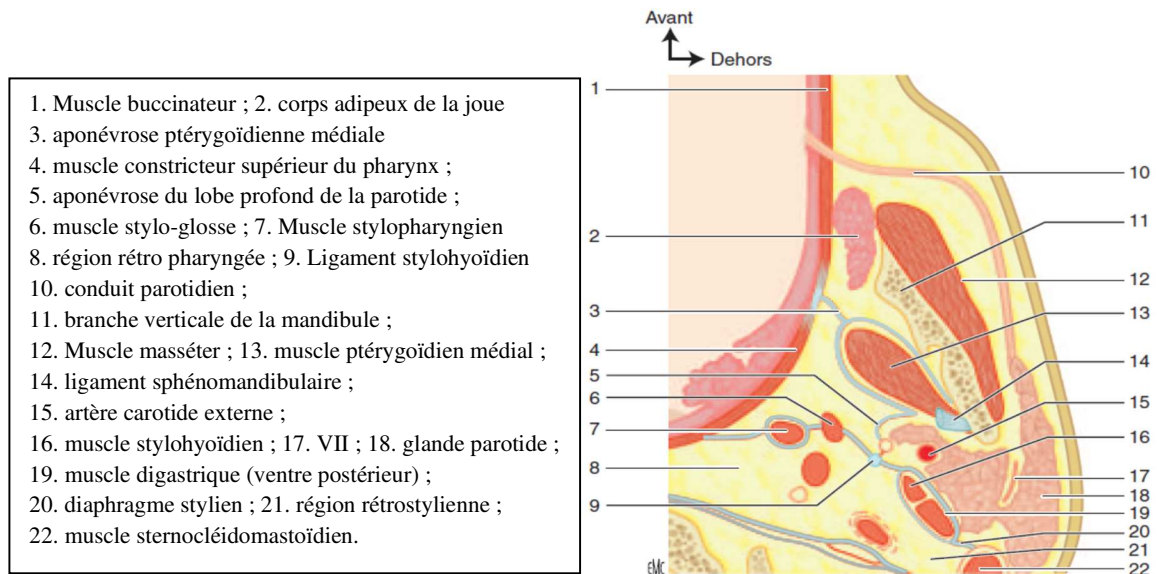 1. Muscle buccinateur ; 2. corps adipeux de la joue
3. aponévrose ptérygoïdienne médiale
4. muscle constricteur supérieur du pharynx ;
5. aponévrose du lobe profond de la parotide ;
6. muscle stylo-glosse ; 7. Muscle stylopharyngien
8. région rétro pharyngée ; 9. Ligament stylohyoïdien
10. conduit parotidien ;
11. branche verticale de la mandibule ;
12. Muscle masséter ; 13. muscle ptérygoïdien médial ;
14. ligament sphénomandibulaire ;
15. artère carotide externe ;
16. muscle stylohyoïdien ; 17. VII ; 18. glande parotide ;
19. muscle digastrique (ventre postérieur) ;
20. diaphragme stylien ; 21. région rétrostylienne ;
22. muscle sternocléidomastoïdien.
Avant
Dehors
1
2
3
4
5
6
7
8
9
10
11
12
13
14
15
16
17
18
19
20
21
22
EMC